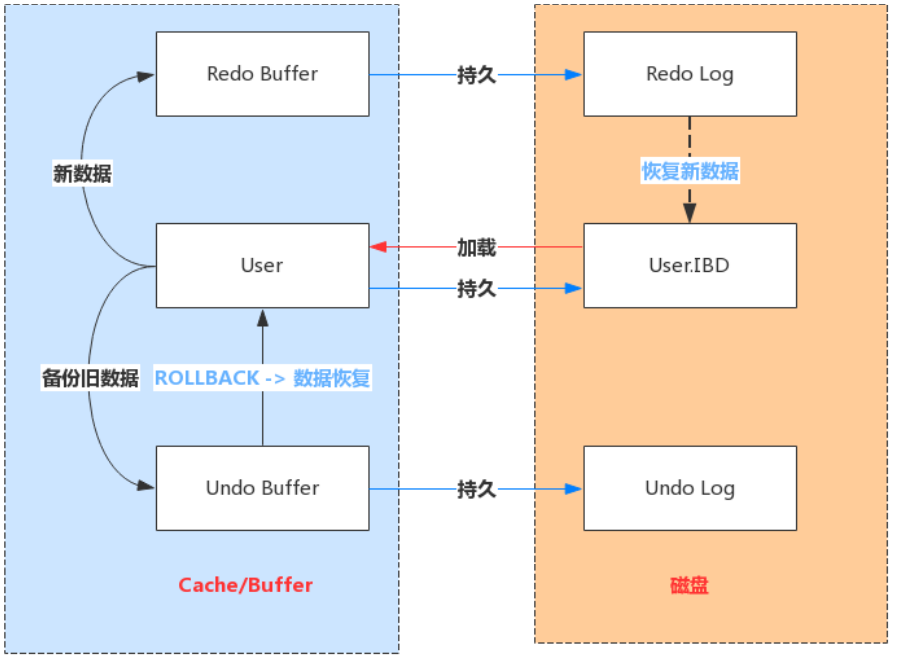 Redo Buffer
持久
Redo Log
新数据
恢复新数据
User
加载
持久
User.IBD
备份旧数据
ROLLBACK -> 数据恢复
Undo Buffer
持久
Undo Log
Cache/Buffer
磁盘